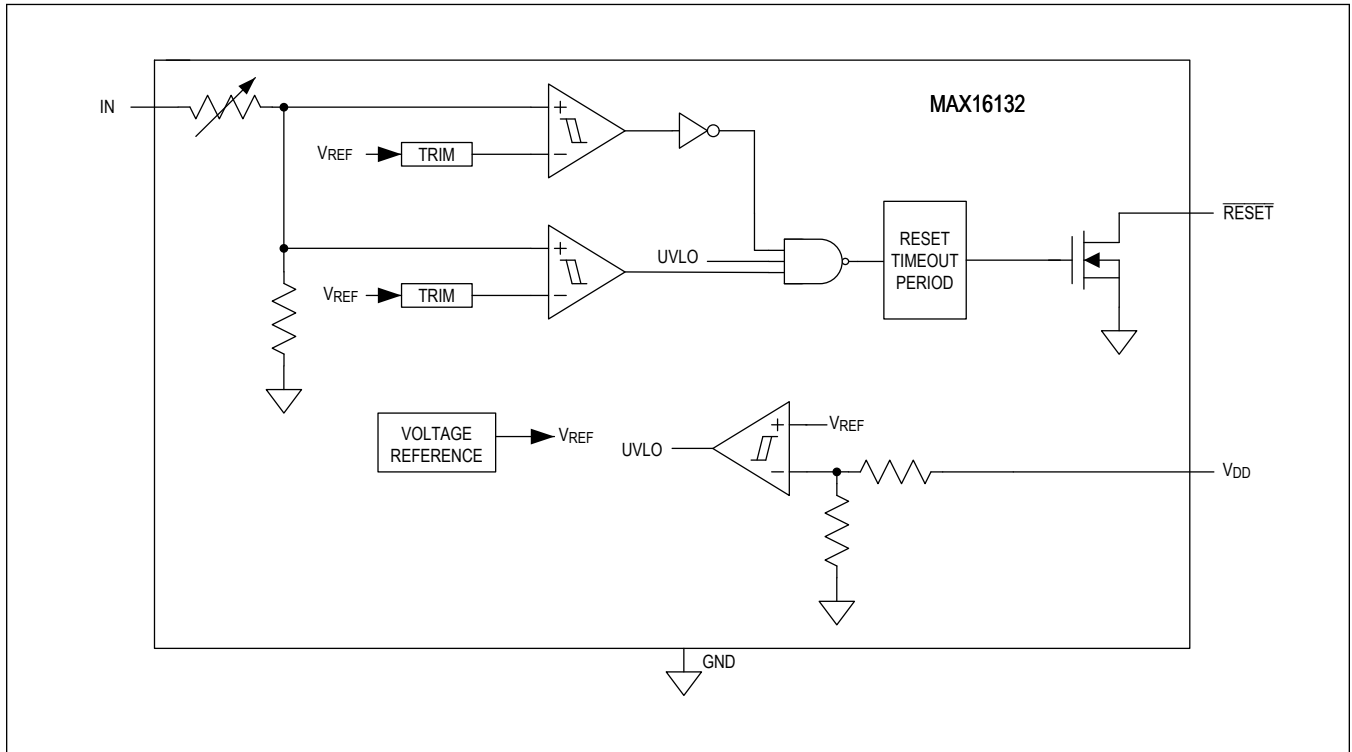 MAX16132
IN
+
VREF
TRIM
−
RESET
+
UVLO
RESET
TIMEOUT
PERIOD
VREF
TRIM
−
VOLTAGE
REFERENCE
VREF
UVLO
+
VREF
−
VDD
GND